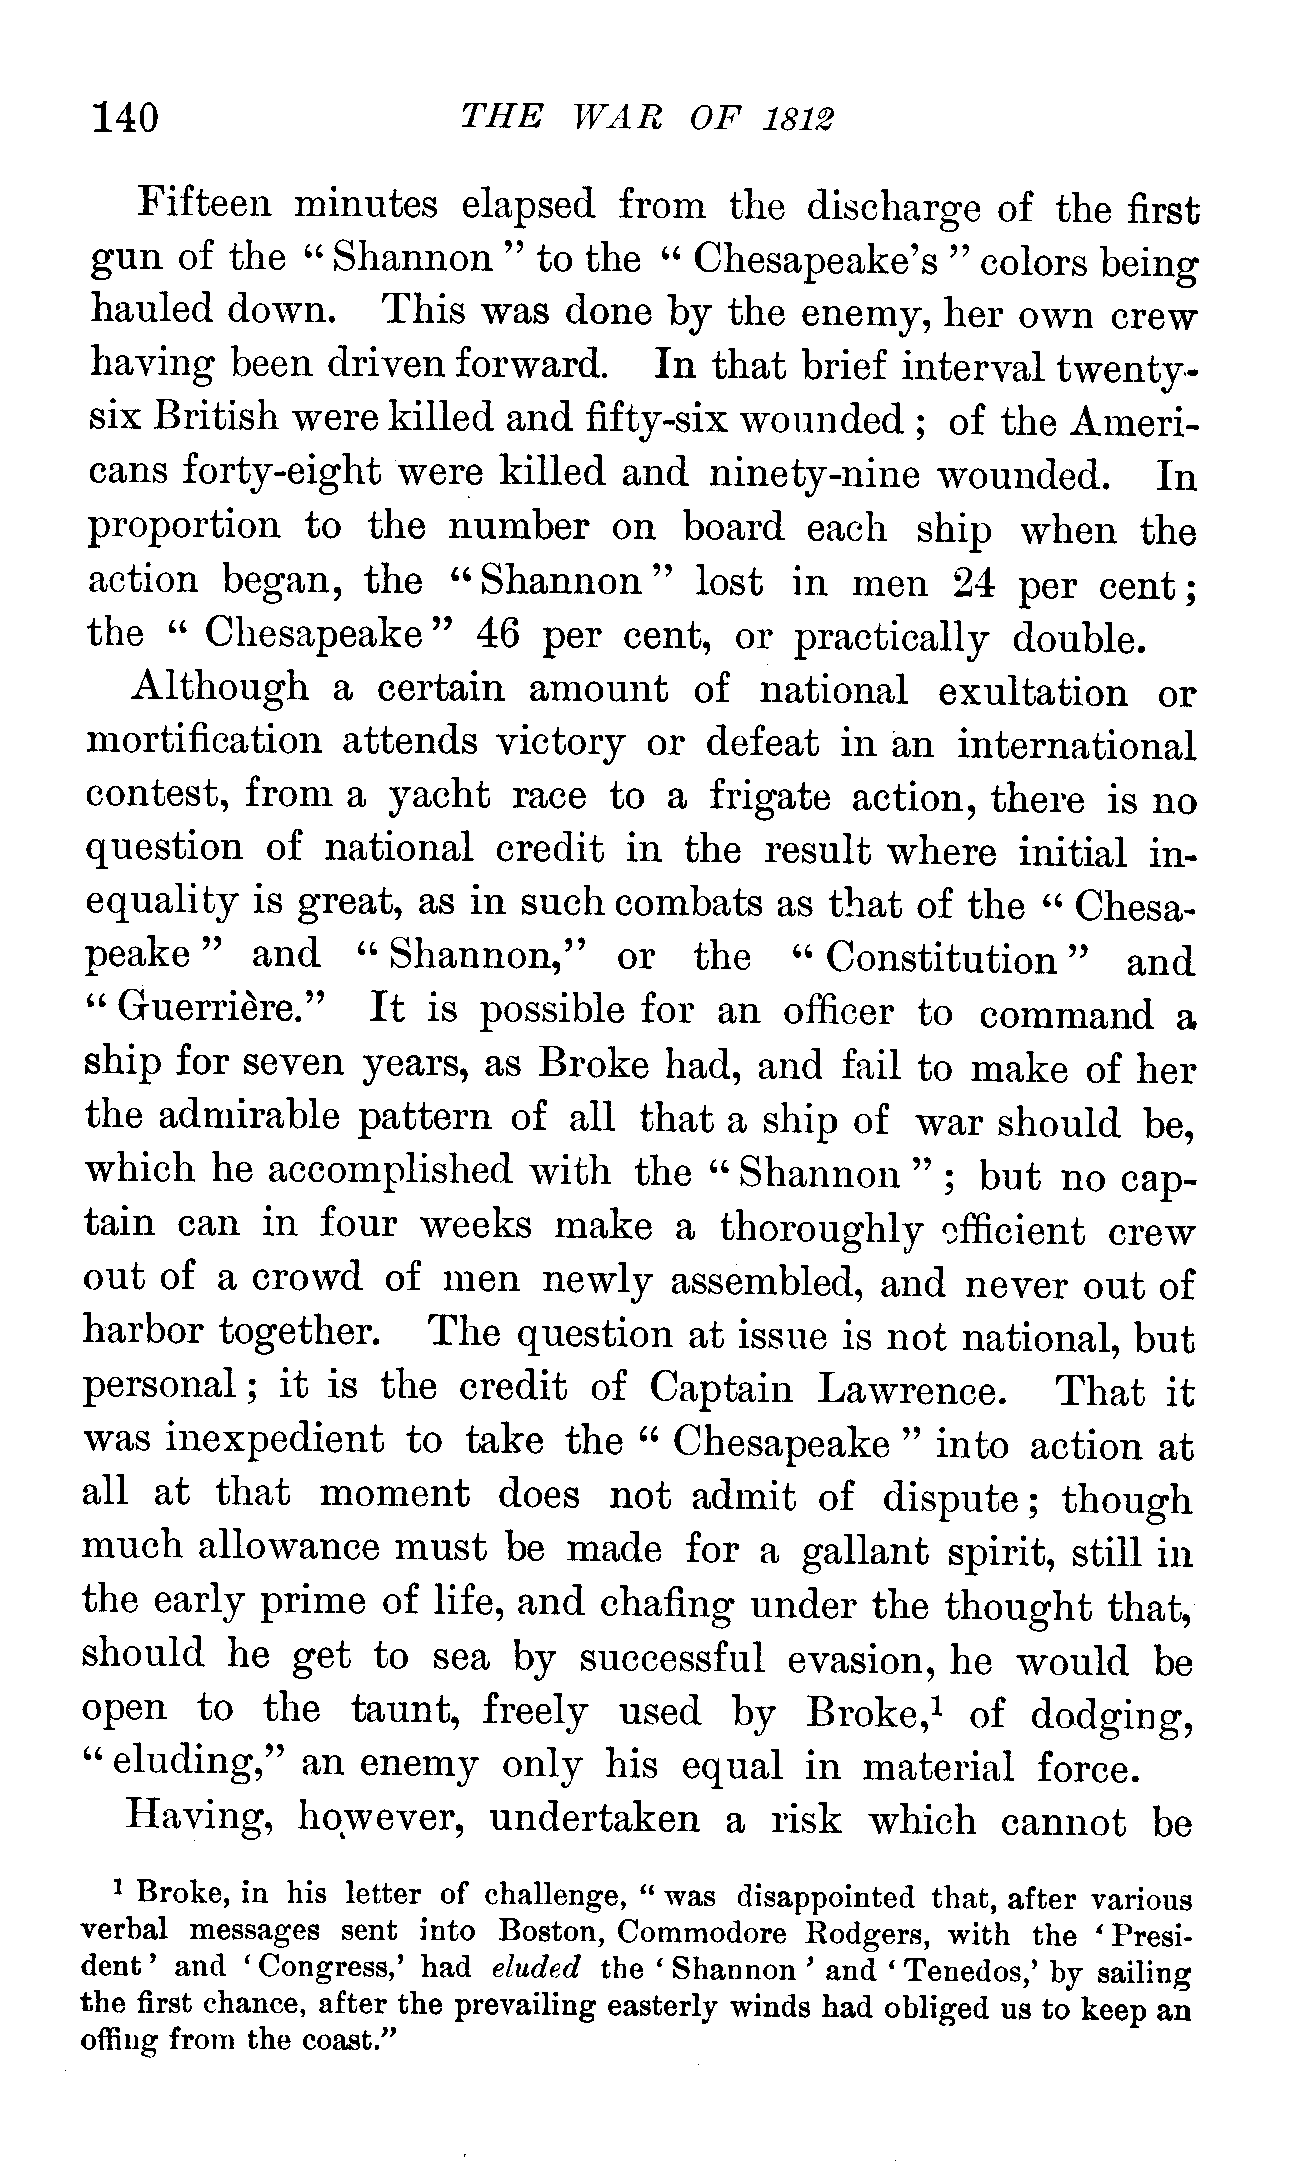 140 THE WAR OF 1812
Fifteen minutes elapsed from the discharge of the first
gun of the “ Shannon ” to the “ Chesapeake’s ” colors being
hauled down. This was done by the enemy, her own crew
having been driven forward. In that brief interval twenty-
six British were killed and fifty-six wounded ; of the Ameri-
cans forty-eight were killed and ninety-nine wounded. In
proportion to the number on board each ship when the
action began, the “ Shannon ” lost in men 24 per cent ;
the “ Chesapeake ” 46 per cent, or practically double.
Although a certain amount of national exultation or
mortification attends victory or defeat in an international
contest, from a yacht race to a frigate action, there is no
question of national credit in the result where initial in-
equality is great, as in such combats as that of the “ Chesa-
peake ” and “ Shannon,” or the “ Constitution ” and
“ Guerrière.” It is possible for an officer to command a
ship for seven years, as Broke had, and fail to make of her
the admirable pattern of all that a ship of war should be,
which he accomplished with the “ Shannon ” ; but no cap-
tain can in four weeks make a thoroughly efficient crew
out of a crowd of men newly assembled, and never out of
harbor together. The question at issue is not national, but
personal ; it is the credit of Captain Lawrence. That it
was inexpedient to take the “ Chesapeake ” into action at
all at that moment does not admit of dispute ; though
much allowance must be made for a gallant spirit, still in
the early prime of life, and chafing under the thought that,
should he get to sea by successful evasion, he would be
open to the taunt, freely used by Broke,¹ of dodging,
“ eluding,” an enemy only his equal in material force.
Having, however, undertaken a risk which cannot be
¹ Broke, in his letter of challenge, “ was disappointed that, after various
verbal messages sent into Boston, Commodore Rodgers, with the ‘ Presi-
dent ’ and ‘ Congress,’ had eluded the ‘ Shannon ’ and ‘ Tenedos,’ by sailing
the first chance, after the prevailing easterly winds had obliged us to keep an
offing from the coast.”